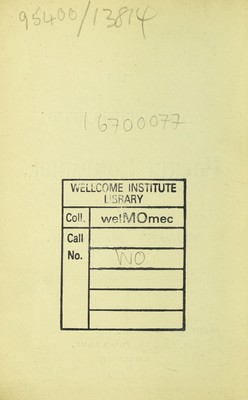 95400/13814
16700077
WELLCOME INSTITUTE
LIBRARY
Coll. welMOmec
Call
No. WO